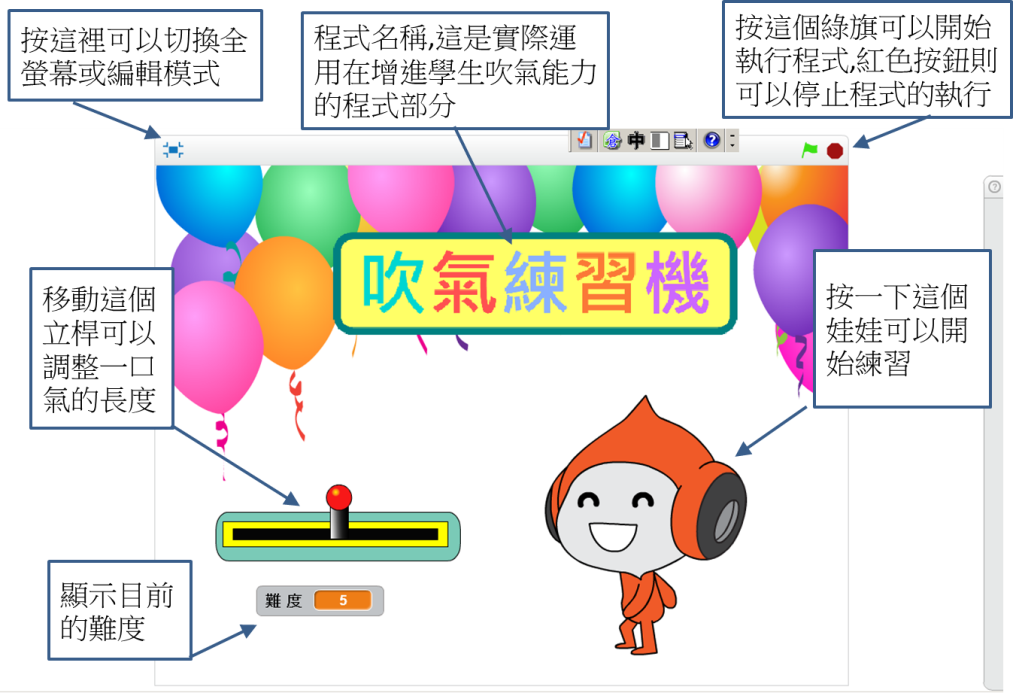 按這裡可以切換全
螢幕或編輯模式
程式名稱,這是實際運
用在增進學生吹氣能力
的程式部分
按這個綠旗可以開始
執行程式,紅色按鈕則
可以停止程式的執行
中
?
?
吹氣練習機
移動這個
立桿可以
調整一口
氣的長度
按一下這個
娃娃可以開
始練習
顯示目前
的難度
難度 5